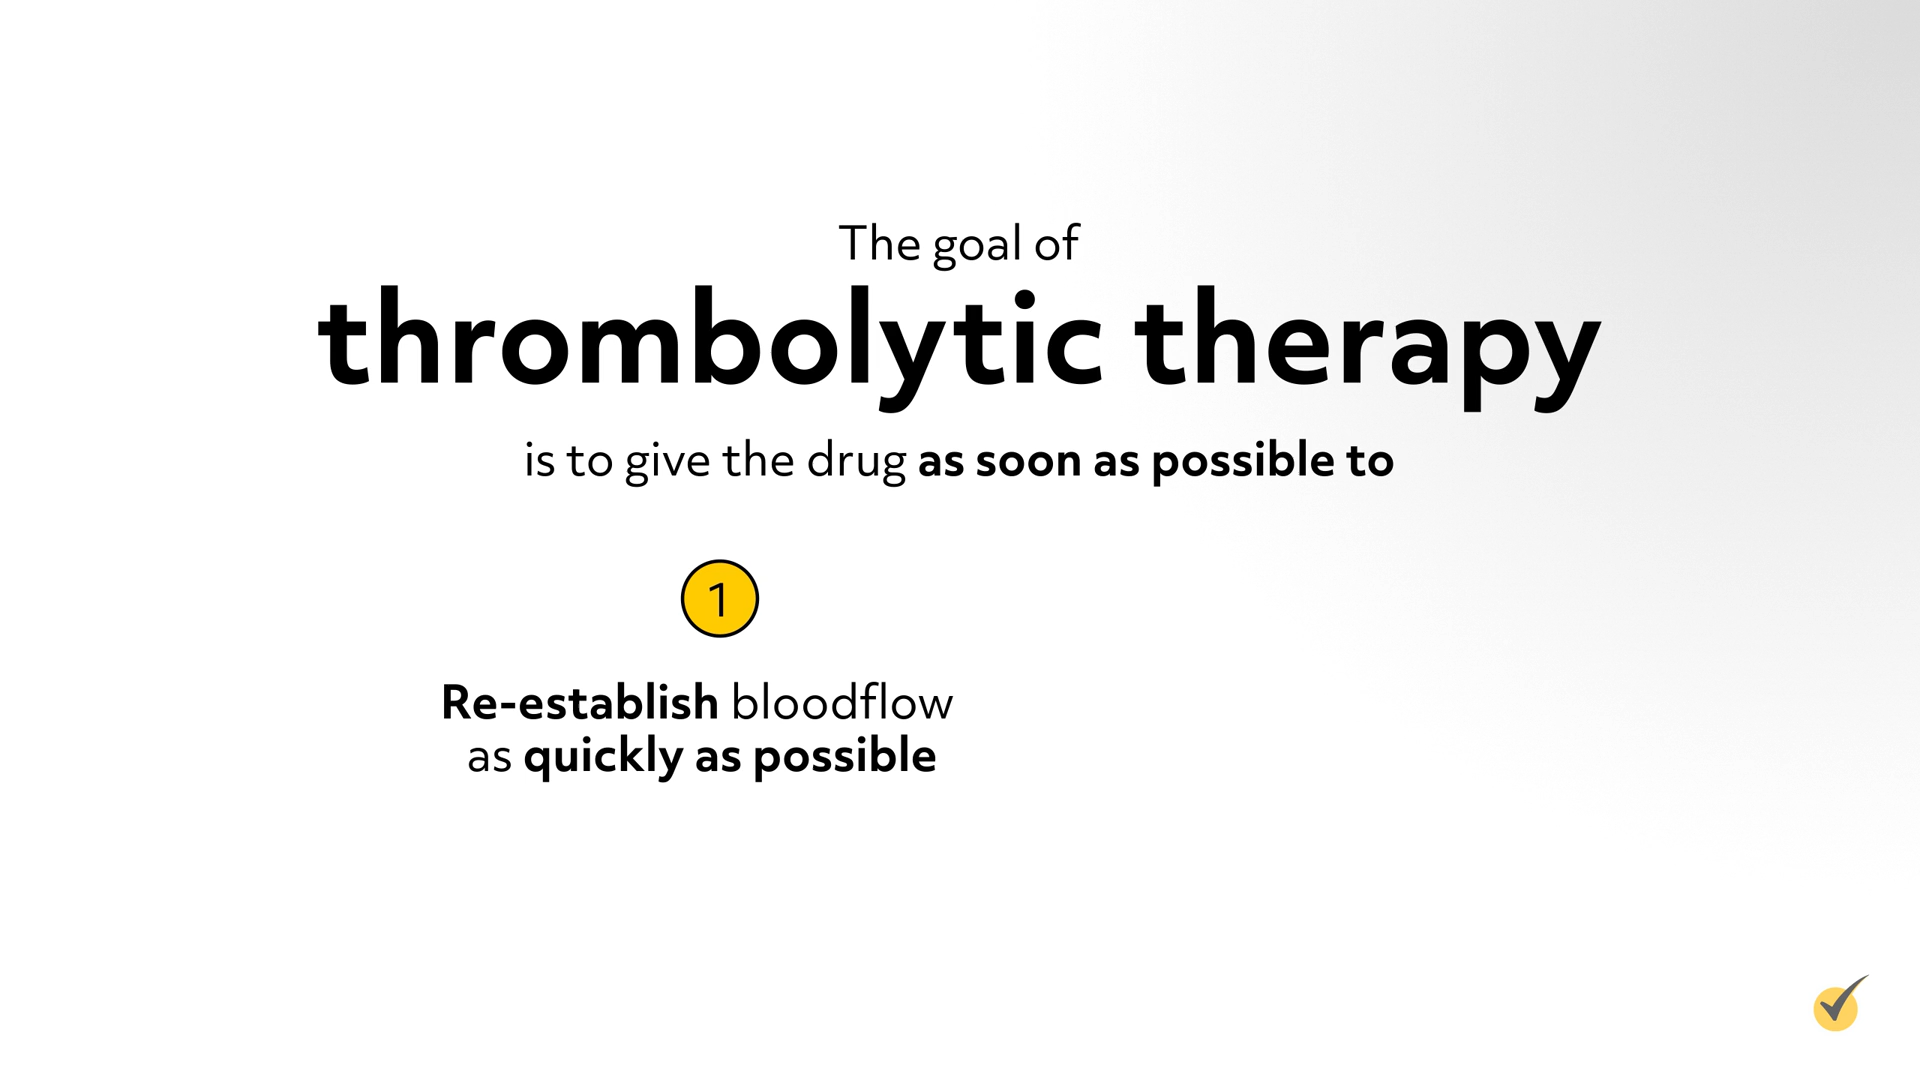 The goal of
thrombolytic therapy
is to give the drug as soon as possible to
1
Re-establish bloodflow
as quickly as possible